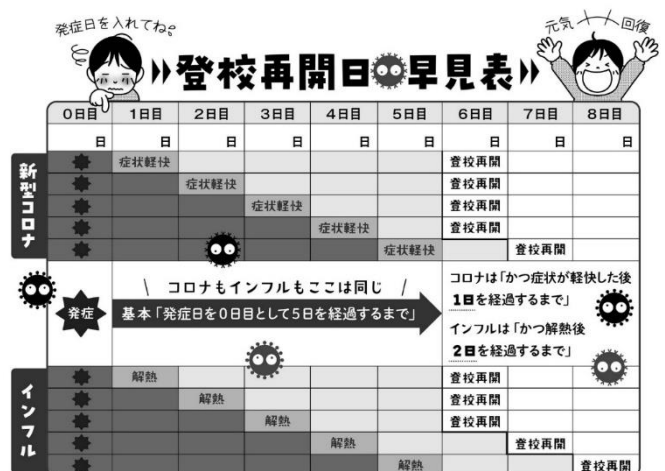 発症日を入れてね。
元気 回復
登校再開日 早見表
0日目 1日目 2日目 3日目 4日目 5日目 6日目 7日目 8日目
日 日 日 日 日 日 日 日 日
新型コロナ
症状軽快 登校再開
症状軽快 登校再開
症状軽快 登校再開
症状軽快 登校再開
症状軽快 登校再開
発症
コロナもインフルもここは同じ
基本「発症日を0日目として5日を経過するまで」
コロナは「かつ症状が軽快した後
1日を経過するまで」
インフルは「かつ解熱後
2日を経過するまで」
インフル
解熱 登校再開
解熱 登校再開
解熱 登校再開
解熱 登校再開
解熱 登校再開